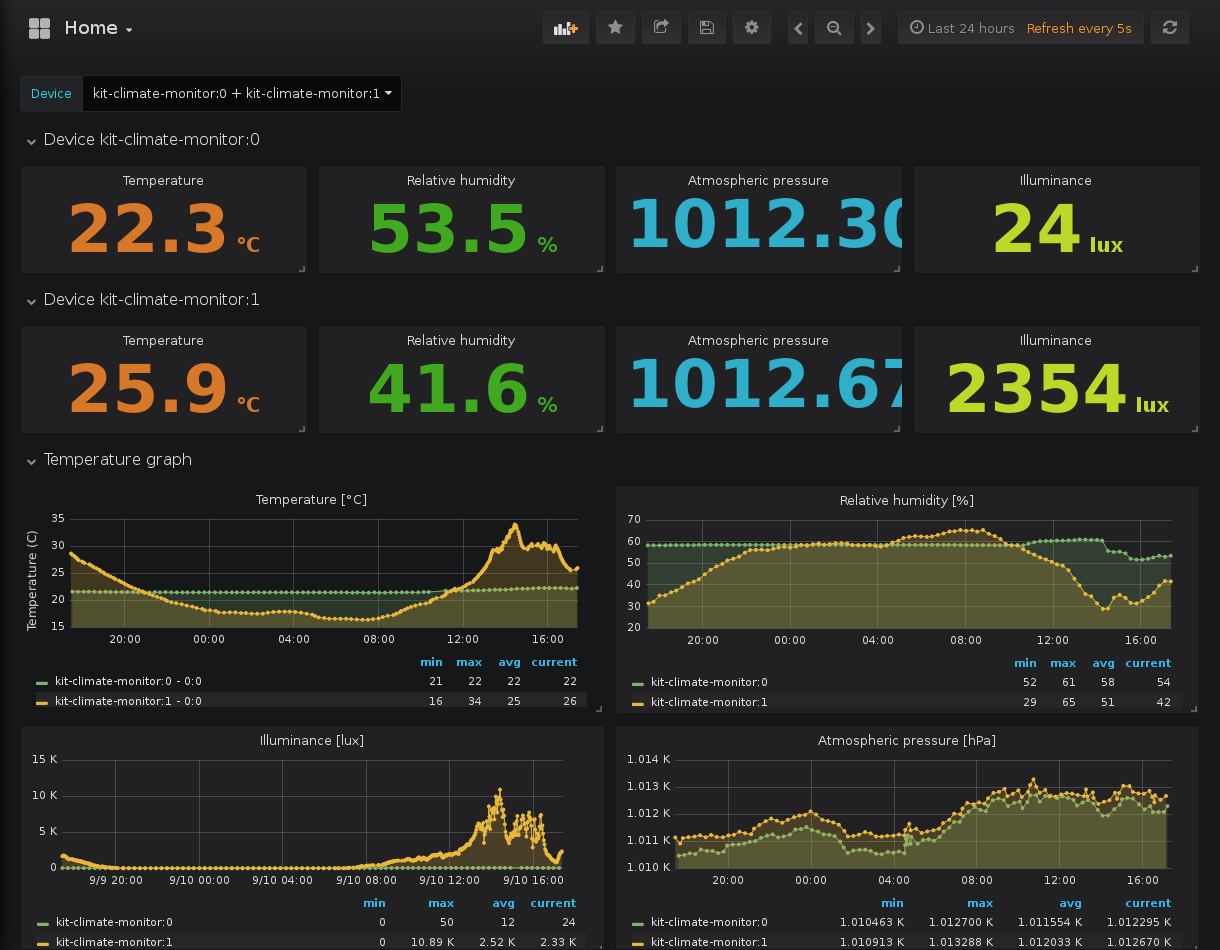 Home
Last 24 hours Refresh every 5s
Device kit-climate-monitor:0 + kit-climate-monitor:1
Device kit-climate-monitor:0
Temperature Relative humidity Atmospheric pressure Illuminance
22.3 °C 53.5 % 1012.30 24 lux
Device kit-climate-monitor:1
Temperature Relative humidity Atmospheric pressure Illuminance
25.9 °C 41.6 % 1012.67 2354 lux
Temperature graph
Temperature [°C]
Temperature (C)
35
30
25
20
15
20:00 00:00 04:00 08:00 12:00 16:00
min max avg current
kit-climate-monitor:0 - 0:0 21 22 22 22
kit-climate-monitor:1 - 0:0 16 34 25 26
Relative humidity [%]
70
60
50
40
30
20
20:00 00:00 04:00 08:00 12:00 16:00
min max avg current
kit-climate-monitor:0 52 61 58 54
kit-climate-monitor:1 29 65 51 42
Illuminance [lux]
15 K
10 K
5 K
0
9/9 20:00 9/10 00:00 9/10 04:00 9/10 08:00 9/10 12:00 9/10 16:00
min max avg current
kit-climate-monitor:0 0 50 12 24
kit-climate-monitor:1 0 10.89 K 2.52 K 2.33 K
Atmospheric pressure [hPa]
1.014 K
1.013 K
1.012 K
1.011 K
1.010 K
20:00 00:00 04:00 08:00 12:00 16:00
min max avg current
kit-climate-monitor:0 1.010463 K 1.012700 K 1.011554 K 1.012295 K
kit-climate-monitor:1 1.010913 K 1.013288 K 1.012033 K 1.012670 K